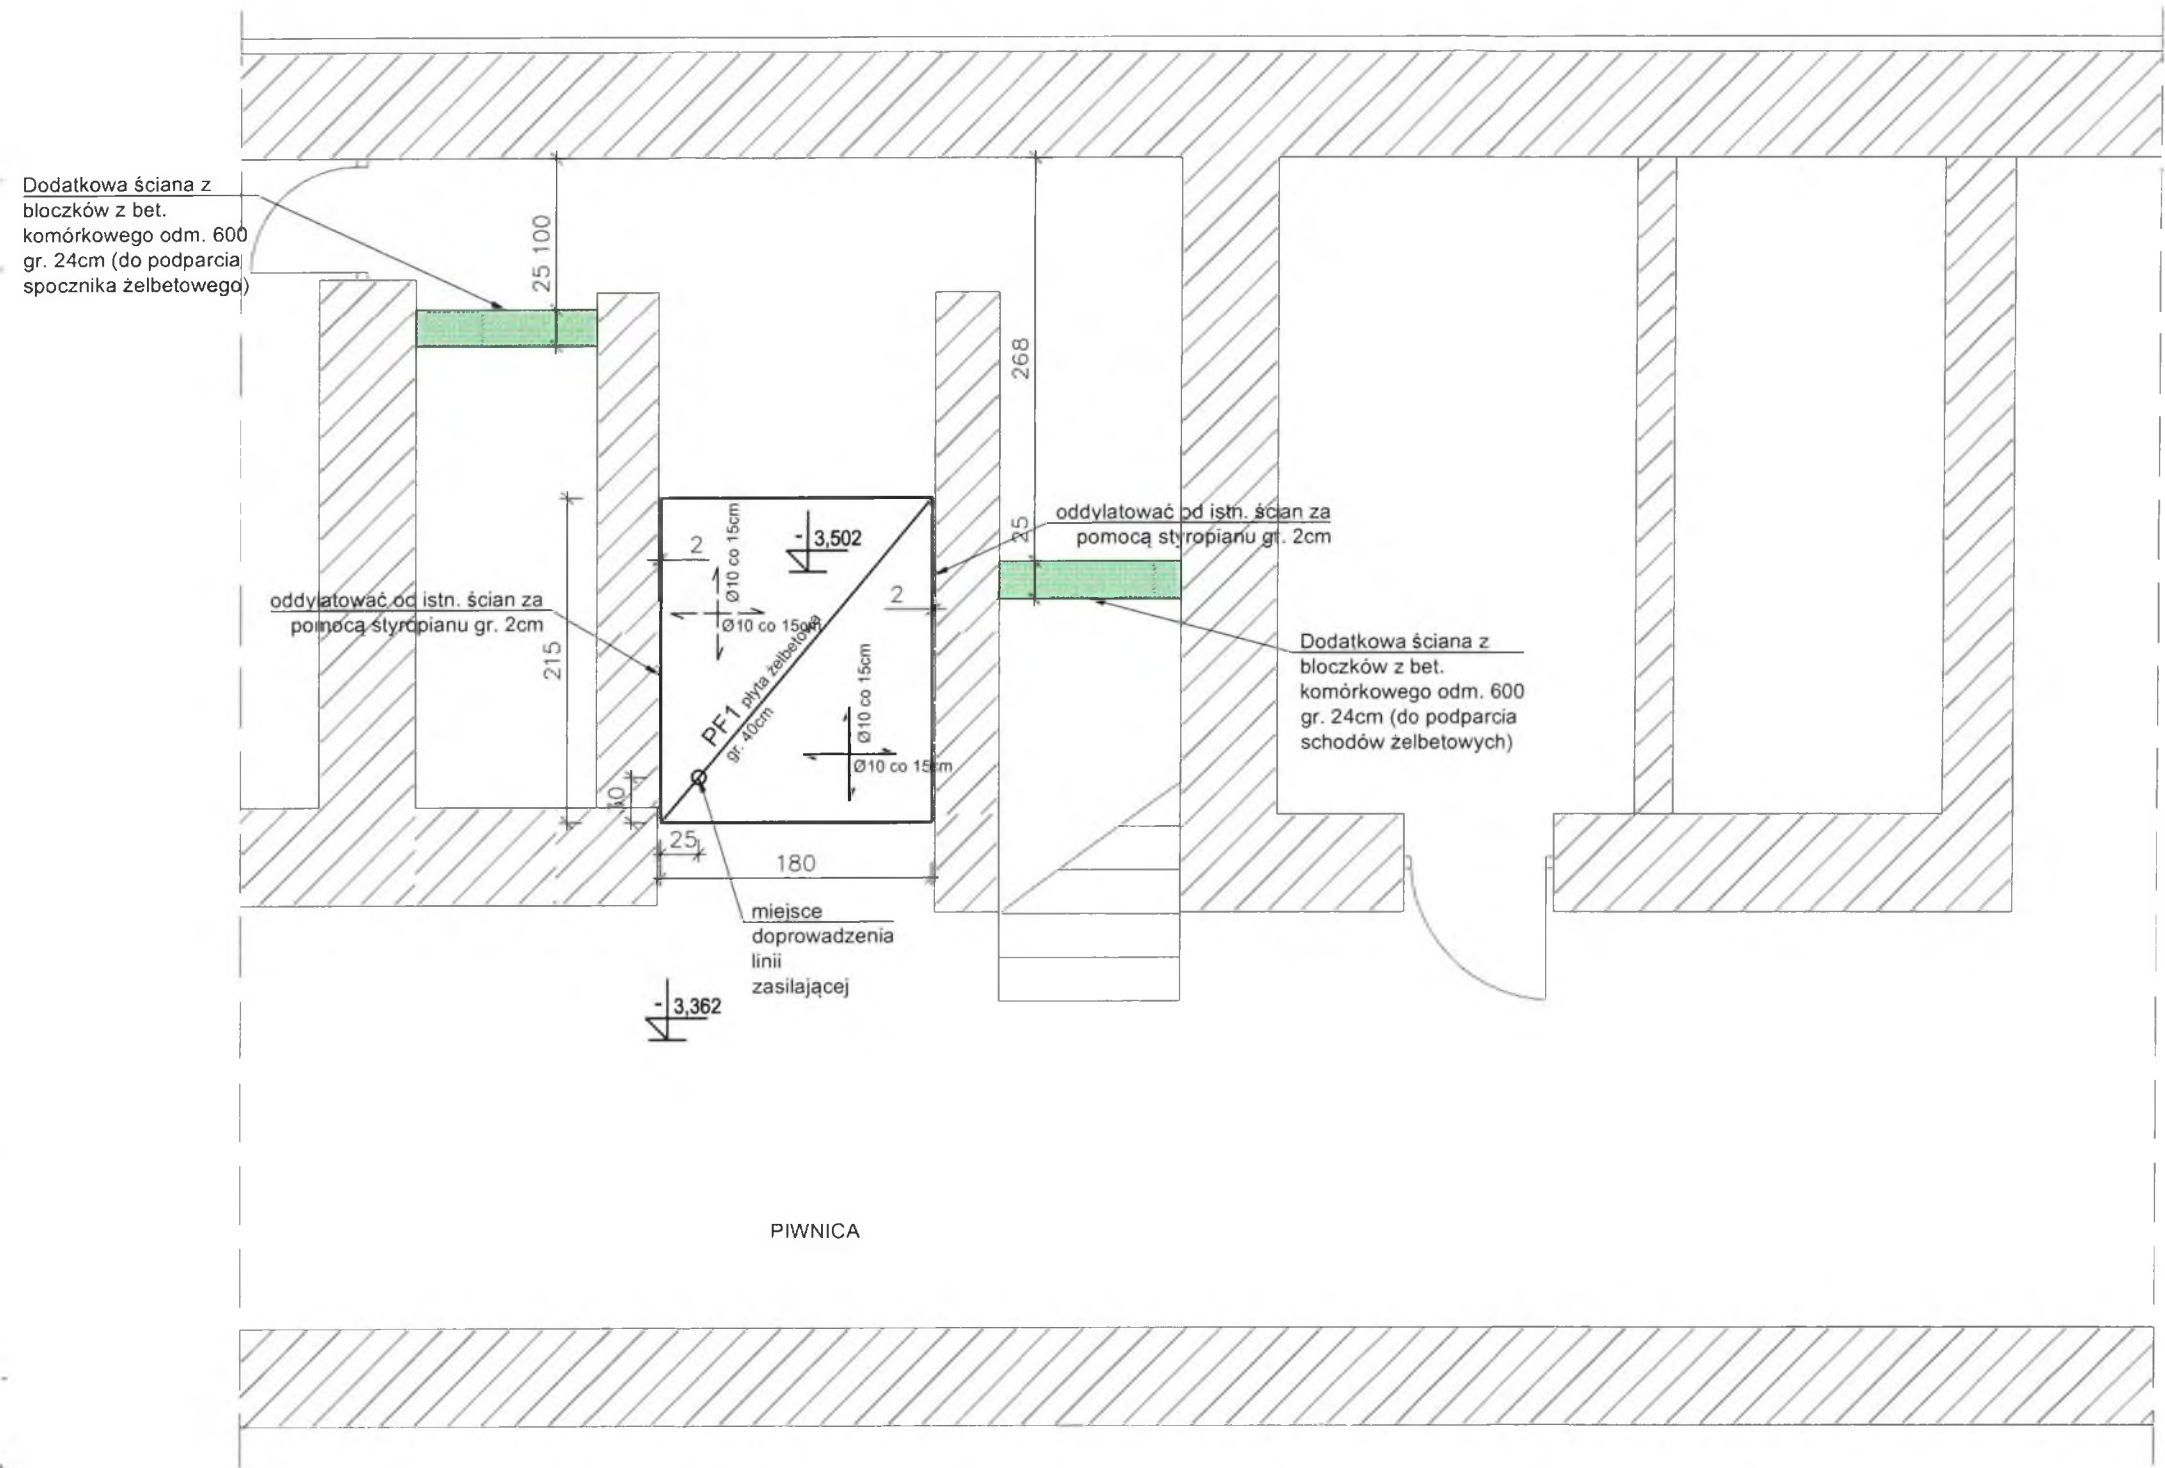 Dodatkowa ściana z
bloczków z bet.
komórkowego odm. 600
gr. 24cm (do podparcia
spocznika żelbetowego)
25 100
268
25
oddylatować od istn. ścian za
pomocą styropianu gr. 2cm
2
Ø10 co 15cm
- 3,502
Ø10 co 15cm
2
oddylatować od istn. ścian za
pomocą styropianu gr. 2cm
215
PF1 płyta żelbetowa
gr. 40cm
Ø10 co 15cm
Ø10 co 15cm
Dodatkowa ściana z
bloczków z bet.
komórkowego odm. 600
gr. 24cm (do podparcia
schodów żelbetowych)
25
180
miejsce
doprowadzenia
linii
zasilającej
- 3,362
PIWNICA